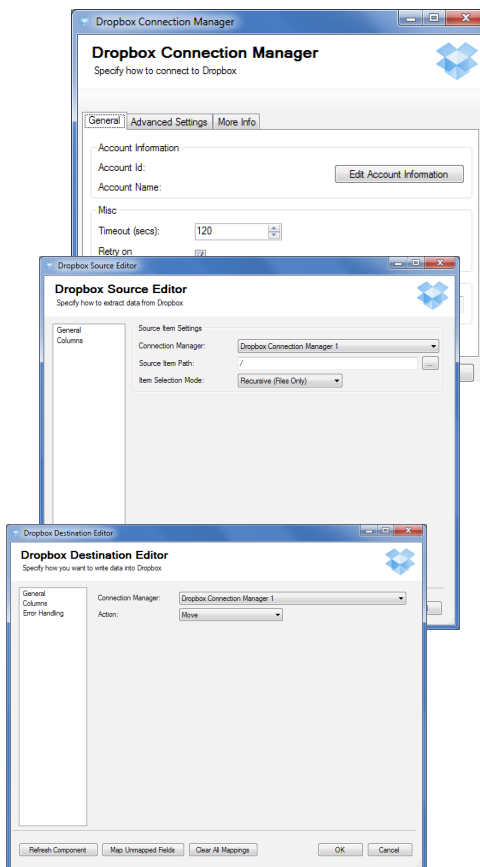 Dropbox Connection Manager
Dropbox Connection Manager
Specify how to connect to Dropbox
General Advanced Settings More Info
Account Information
Account Id:
Edit Account Information
Account Name:
Misc
Timeout (secs): 120
Retry on
Dropbox Source Editor
Dropbox Source Editor
Specify how to extract data from Dropbox
General
Columns
Source Item Settings
Connection Manager: Dropbox Connection Manager 1
Source Item Path: / ...
Item Selection Mode: Recursive (Files Only)
Dropbox Destination Editor
Dropbox Destination Editor
Specify how you want to write data into Dropbox
General
Columns
Error Handling
Connection Manager: Dropbox Connection Manager 1
Action: Move
Refresh Component Map Unmapped Fields Clear All Mappings OK Cancel